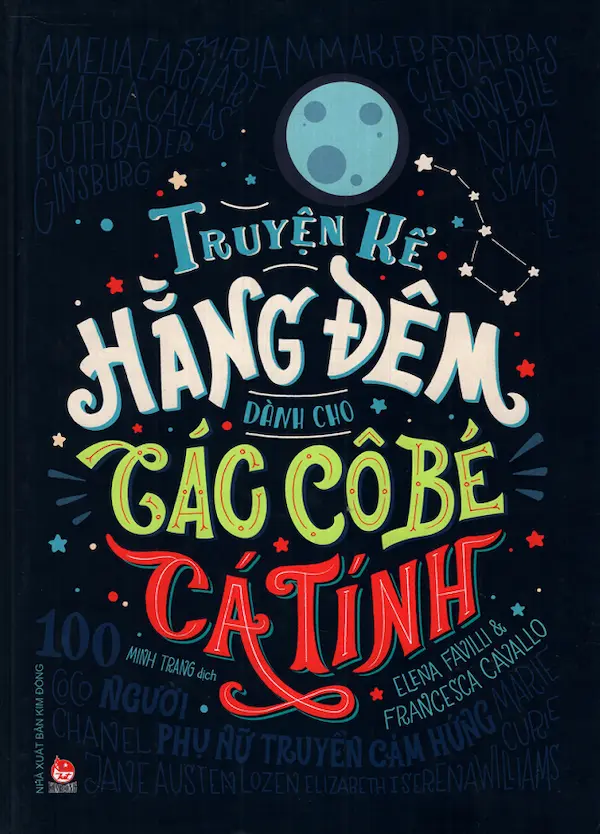 AMELIA EARHART
MIRIAM MAKEBA
CLEOPATRAS
MARIA CALLAS
SIMONE BILES
RUTH BADER
GINSBURG
NINA
SIMONE
TRUYỆN KỂ
HẰNG ĐÊM
DÀNH CHO
CÁC CÔ BÉ
CÁ TÍNH
100
MINH TRANG dịch
ELENA FAVILLI &
FRANCESCA CAVALLO
COCO
NGƯỜI
MARIE
CHANEL
PHỤ NỮ TRUYỀN CẢM HỨNG
CURIE
JANE AUSTEN LOZEN ELIZABETH I SERENA WILLIAMS
NHÀ XUẤT BẢN KIM ĐỒNG